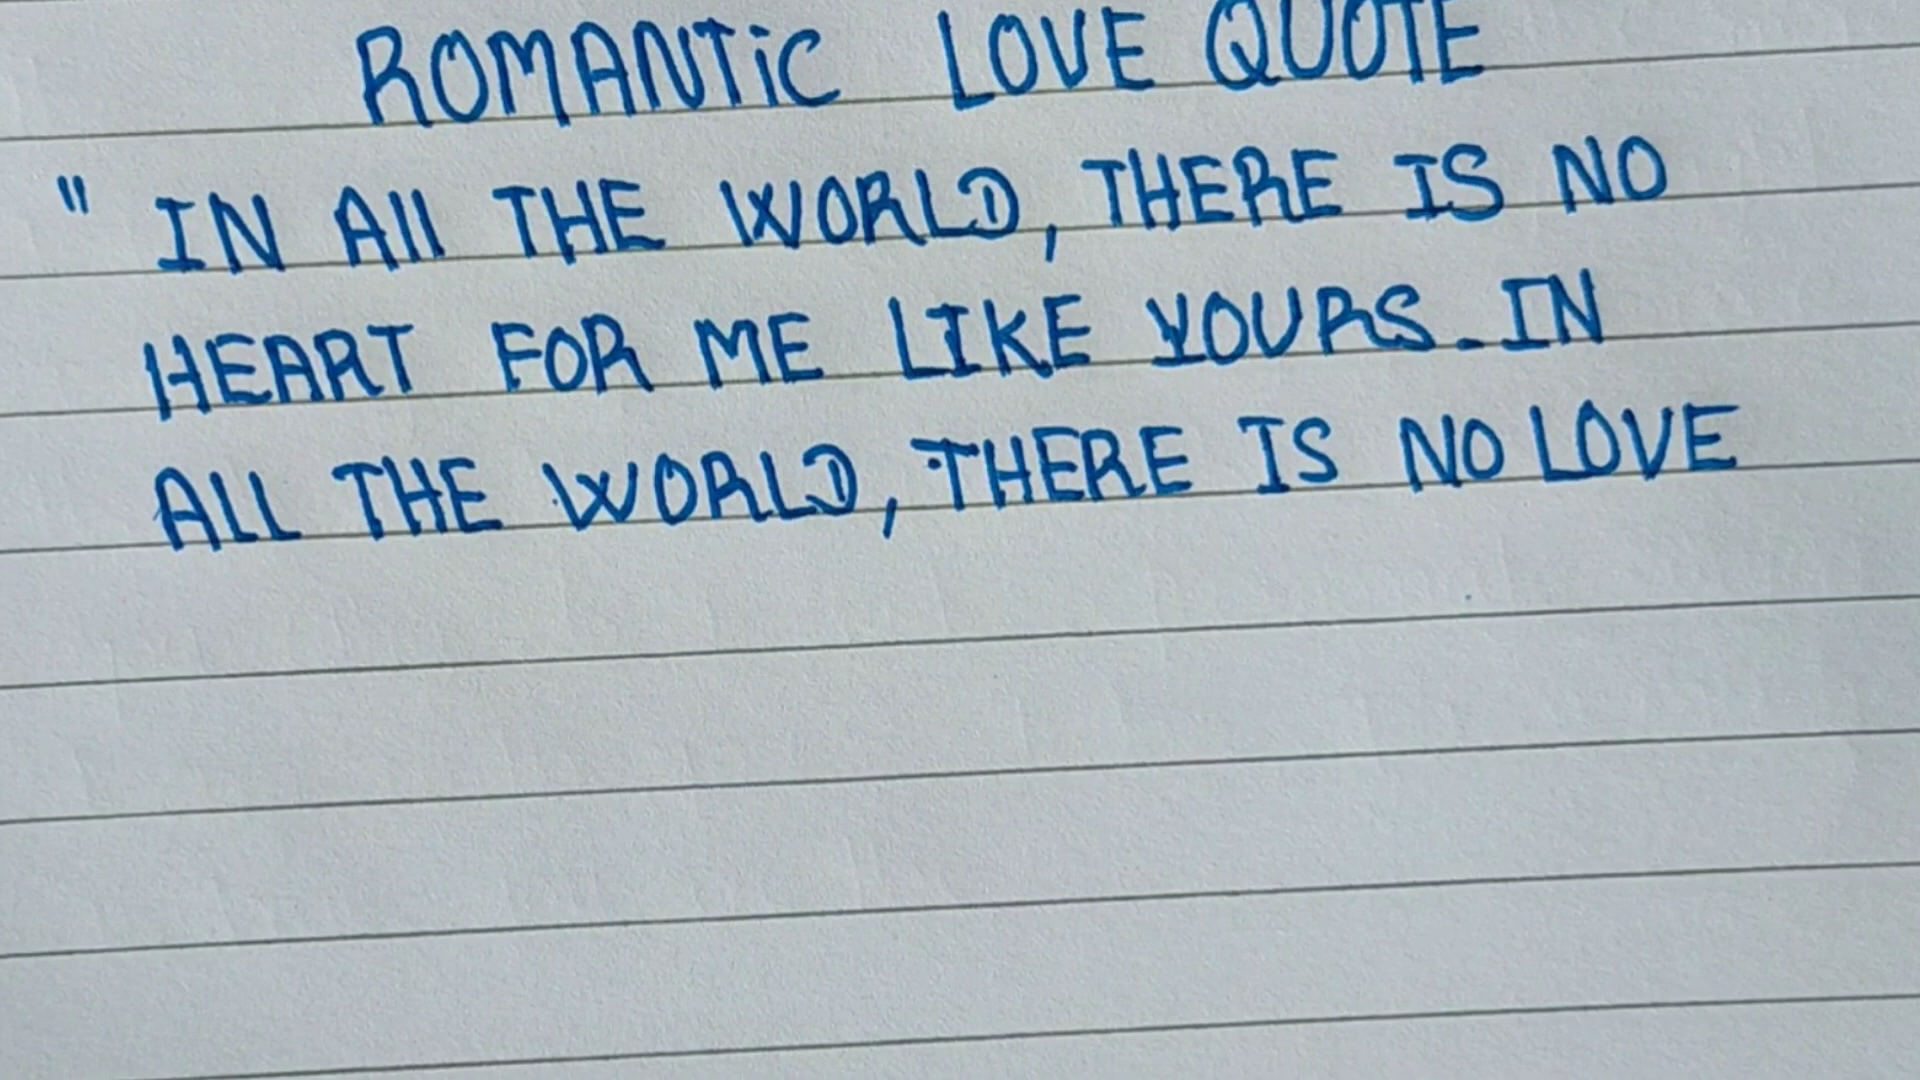 ROMANTiC LOVE QUOTE
" IN All THE WORLD, THERE IS NO
HEART FOR ME LIKE YOURS. IN
ALL THE WORLD, THERE IS NO LOVE